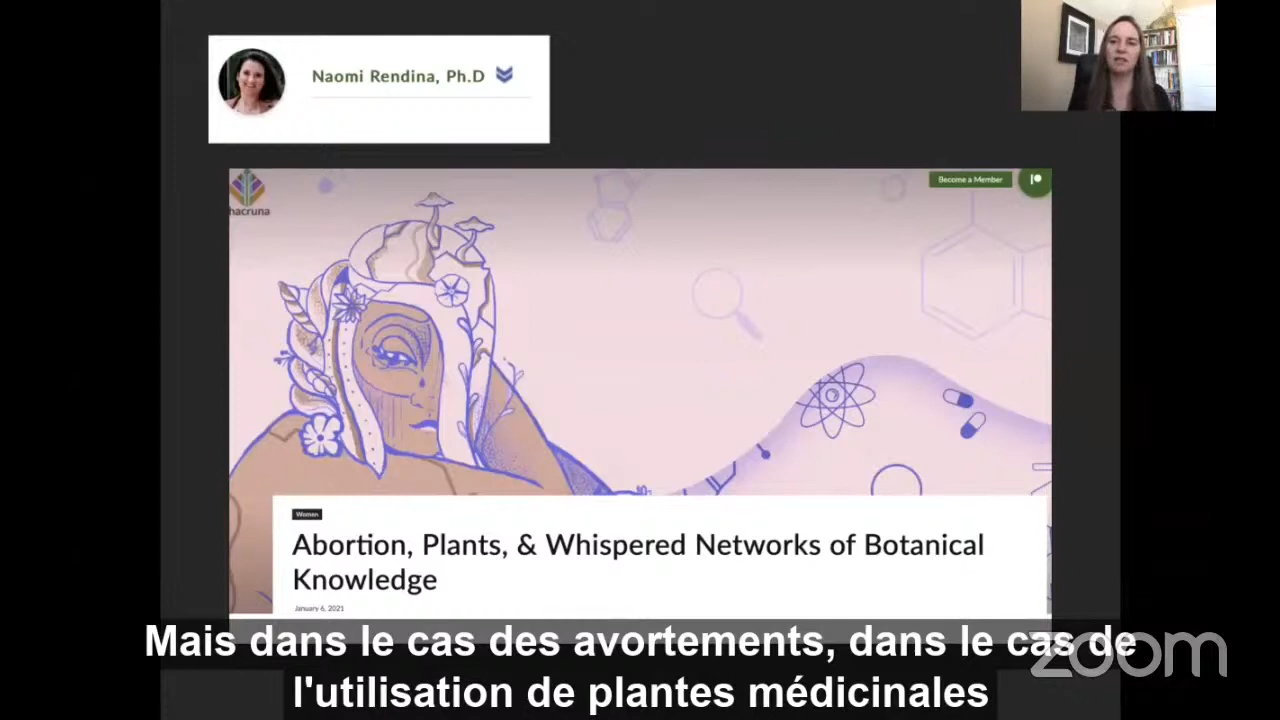 Naomi Rendina, Ph.D
hacruna
Become a Member
Women
Abortion, Plants, & Whispered Networks of Botanical
Knowledge
January 6, 2021
Mais dans le cas des avortements, dans le cas de
l'utilisation de plantes médicinales
zoom